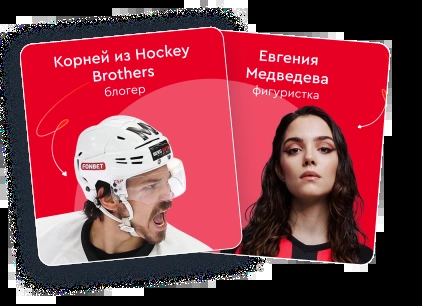 Корней из Hockey
Brothers
блогер
Евгения
Медведева
фигуристка
M
FONBET